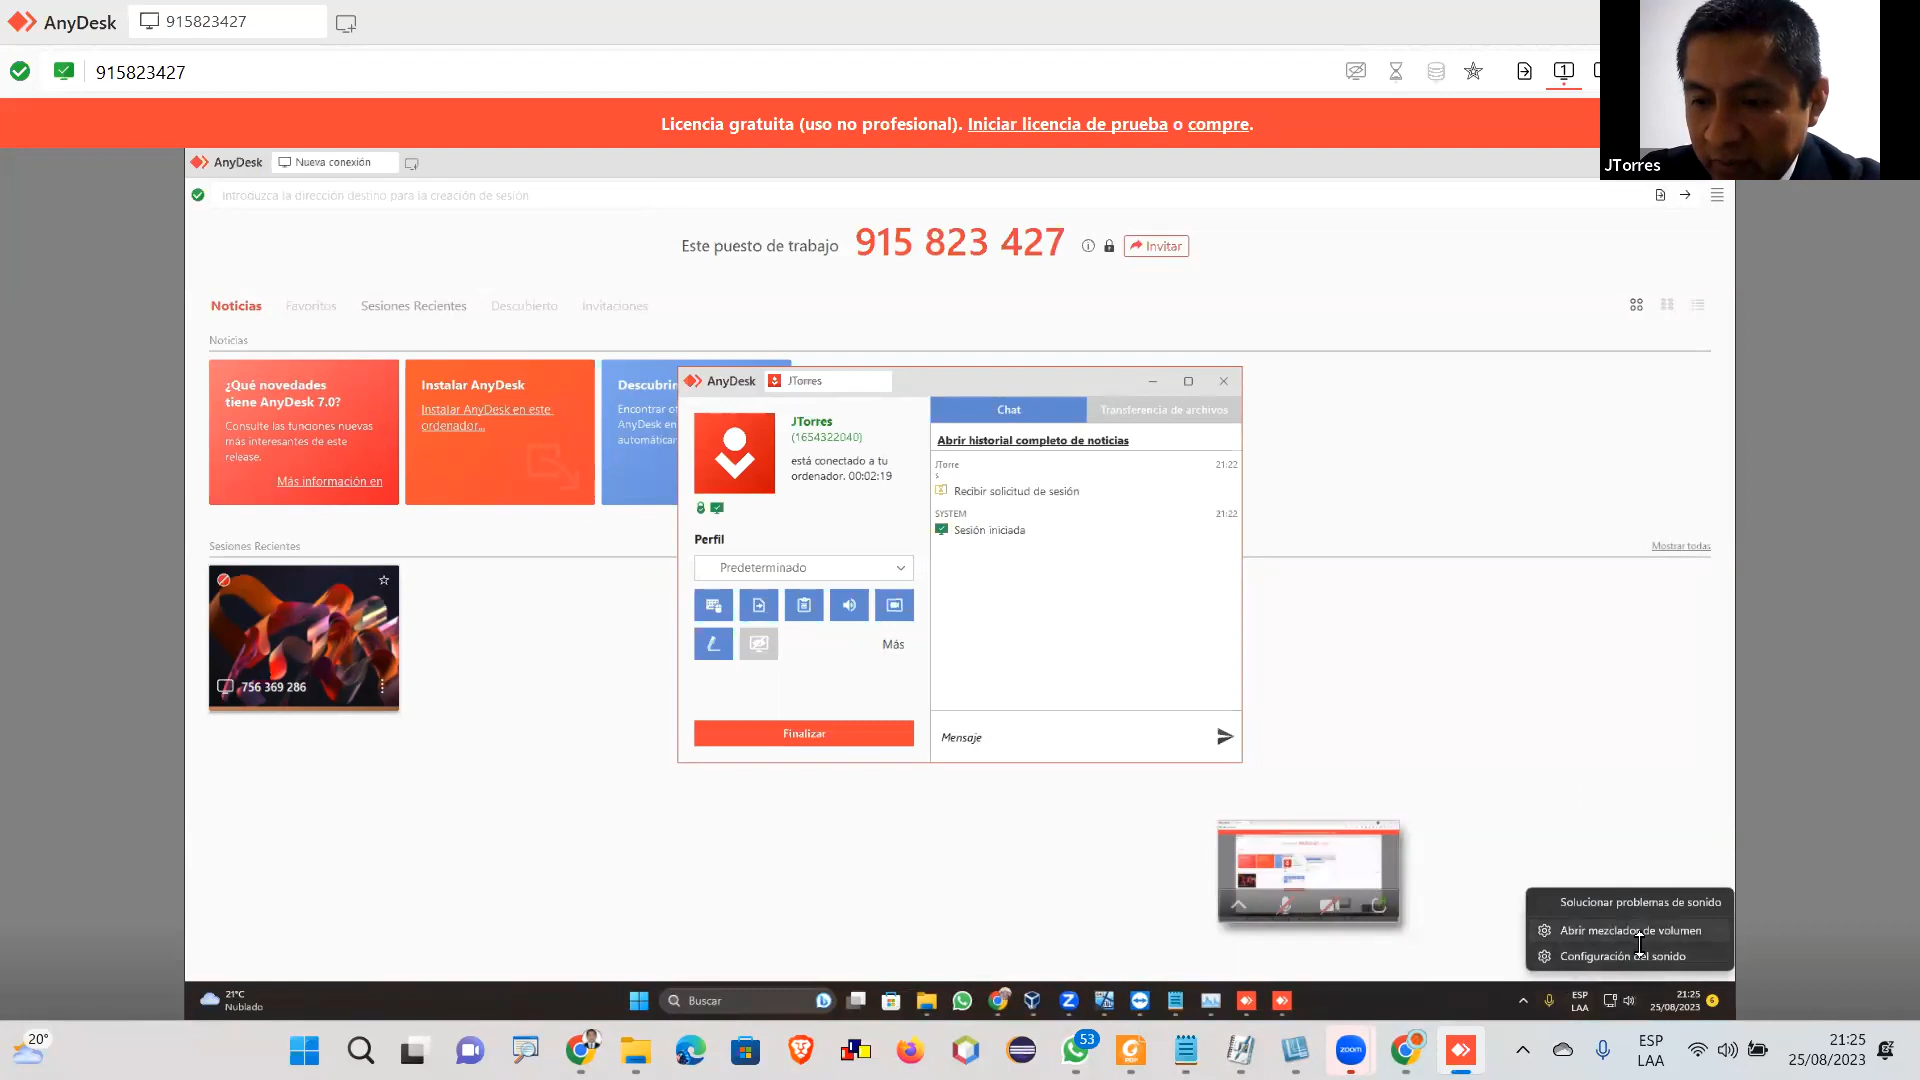 AnyDesk
915823427
915823427
Licencia gratuita (uso no profesional). Iniciar licencia de prueba o compre.
JTorres
AnyDesk
Nueva conexión
Introduzca la dirección destino para la creación de sesión
Este puesto de trabajo 915 823 427
Invitar
Noticias
Favoritos
Sesiones Recientes
Descubierto
Invitaciones
Noticias
¿Qué novedades
tiene AnyDesk 7.0?
Consulte las funciones nuevas
más interesantes de este
release.
Más información en
Instalar AnyDesk
Instalar AnyDesk en este
ordenador...
Encontrar
AnyDesk en
AnyDesk
JTorres
JTorres
(1654322040)
está conectado a tu
ordenador. 00:02:19
Perfil
Predeterminado
Más
Finalizar
Chat
Transferencia de archivos
Abrir historial completo de noticias
JTorre
s
21:22
Recibir solicitud de sesión
SYSTEM
21:22
Sesión iniciada
Mensaje
Sesiones Recientes
Mostrar todas
756 369 286
Solucionar problemas de sonido
Abrir mezclador de volumen
Configuración del sonido
21°C
Nublado
Buscar
ESP
LAA
21:25
25/08/2023
6
20°
53
zoom
ESP
LAA
21:25
25/08/2023